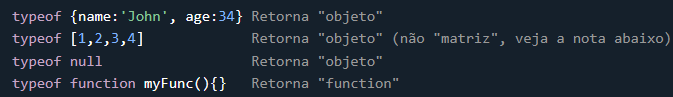 typeof {name:'John', age:34} Retorna "objeto"
typeof [1,2,3,4] Retorna "objeto" (não "matriz", veja a nota abaixo)
typeof null Retorna "objeto"
typeof function myFunc(){} Retorna "function"